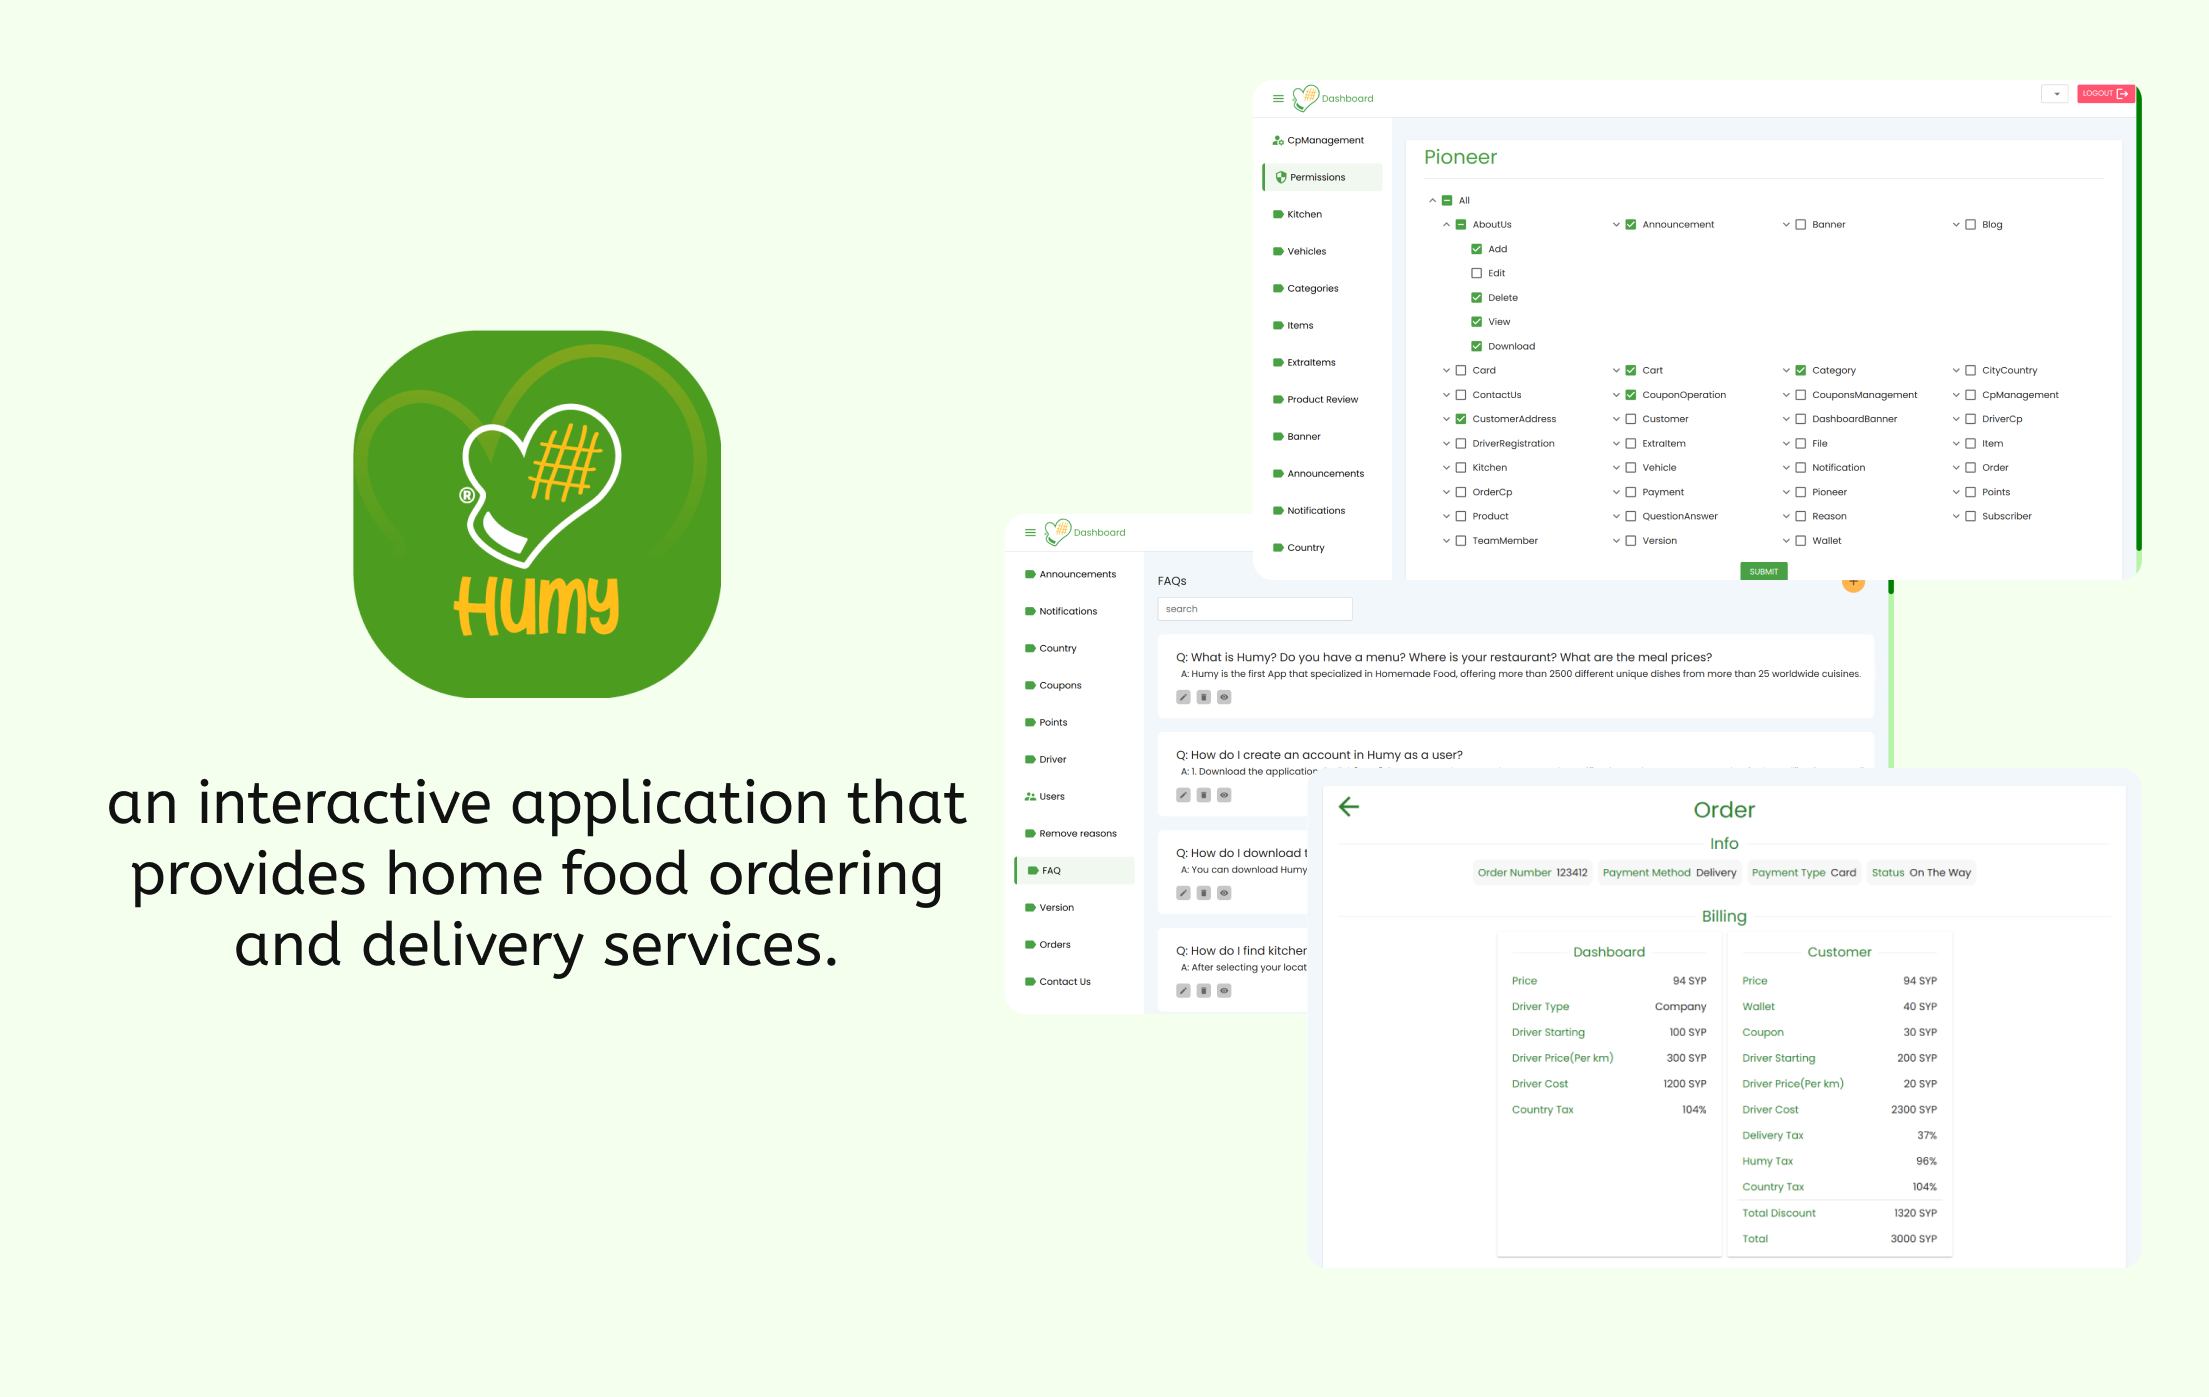 ®
Humy
an interactive application that
provides home food ordering
and delivery services.
Dashboard
LOGOUT
CpManagement
Permissions
Kitchen
Vehicles
Categories
Items
ExtraItems
Product Review
Banner
Announcements
Notifications
Country
Pioneer
All
AboutUs Announcement Banner Blog
Add
Edit
Delete
View
Download
Card Cart Category CityCountry
ContactUs CouponOperation CouponsManagement CpManagement
CustomerAddress Customer DashboardBanner DriverCp
DriverRegistration ExtraItem File Item
Kitchen Vehicle Notification Order
OrderCp Payment Pioneer Points
Product QuestionAnswer Reason Subscriber
TeamMember Version Wallet
SUBMIT
Dashboard
Announcements
Notifications
Country
Coupons
Points
Driver
Users
Remove reasons
FAQ
Version
Orders
Contact Us
FAQs
search
Q: What is Humy? Do you have a menu? Where is your restaurant? What are the meal prices?
A: Humy is the first App that specialized in Homemade Food, offering more than 2500 different unique dishes from more than 25 worldwide cuisines.
Q: How do I create an account in Humy as a user?
A: 1. Download the application
Q: How do I download
A: You can download Humy
Q: How do I find kitchen
A: After selecting your locat
Order
Info
Order Number 123412 Payment Method Delivery Payment Type Card Status On The Way
Billing
Dashboard
Price 94 SYP
Driver Type Company
Driver Starting 100 SYP
Driver Price(Per km) 300 SYP
Driver Cost 1200 SYP
Country Tax 104%
Customer
Price 94 SYP
Wallet 40 SYP
Coupon 30 SYP
Driver Starting 200 SYP
Driver Price(Per km) 20 SYP
Driver Cost 2300 SYP
Delivery Tax 37%
Humy Tax 96%
Country Tax 104%
Total Discount 1320 SYP
Total 3000 SYP